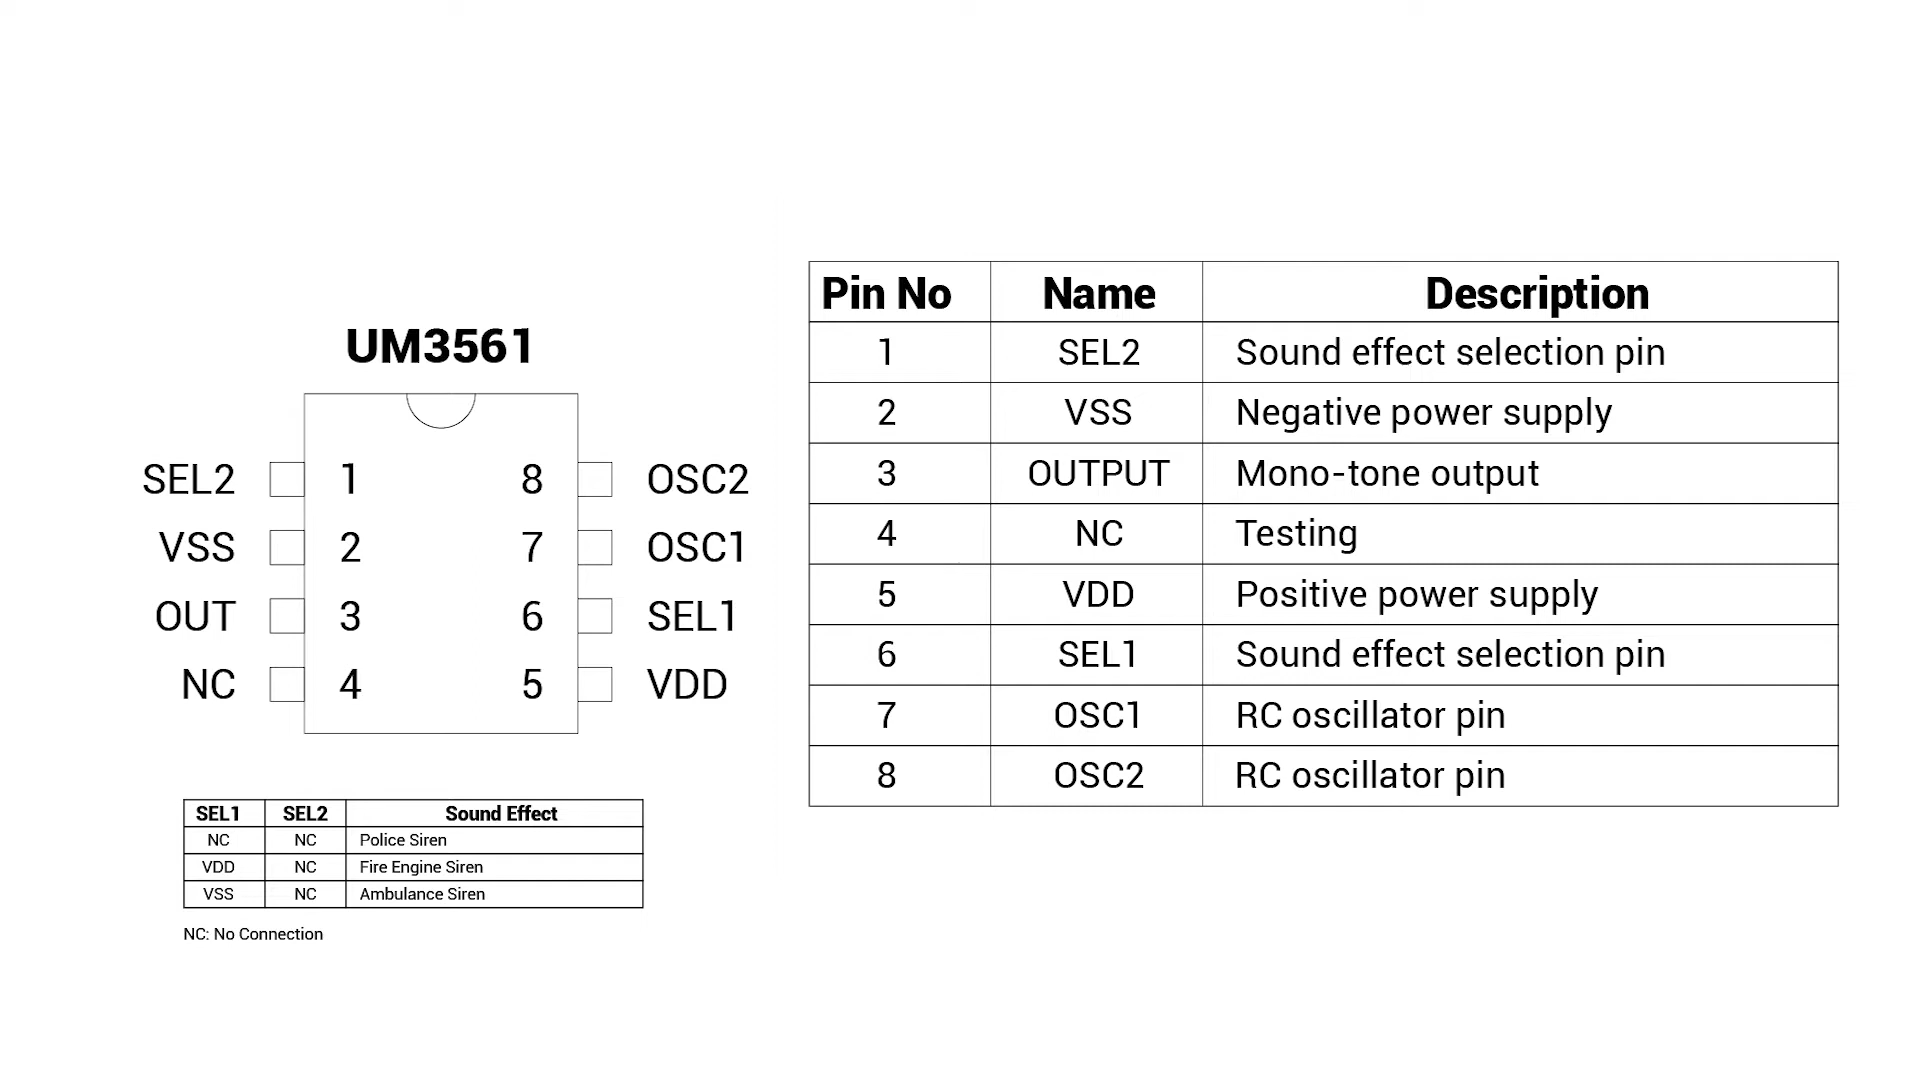 UM3561
SEL2 1 8 OSC2
VSS 2 7 OSC1
OUT 3 6 SEL1
NC 4 5 VDD
SEL1 SEL2 Sound Effect
NC NC Police Siren
VDD NC Fire Engine Siren
VSS NC Ambulance Siren
NC: No Connection
Pin No Name Description
1 SEL2 Sound effect selection pin
2 VSS Negative power supply
3 OUTPUT Mono-tone output
4 NC Testing
5 VDD Positive power supply
6 SEL1 Sound effect selection pin
7 OSC1 RC oscillator pin
8 OSC2 RC oscillator pin